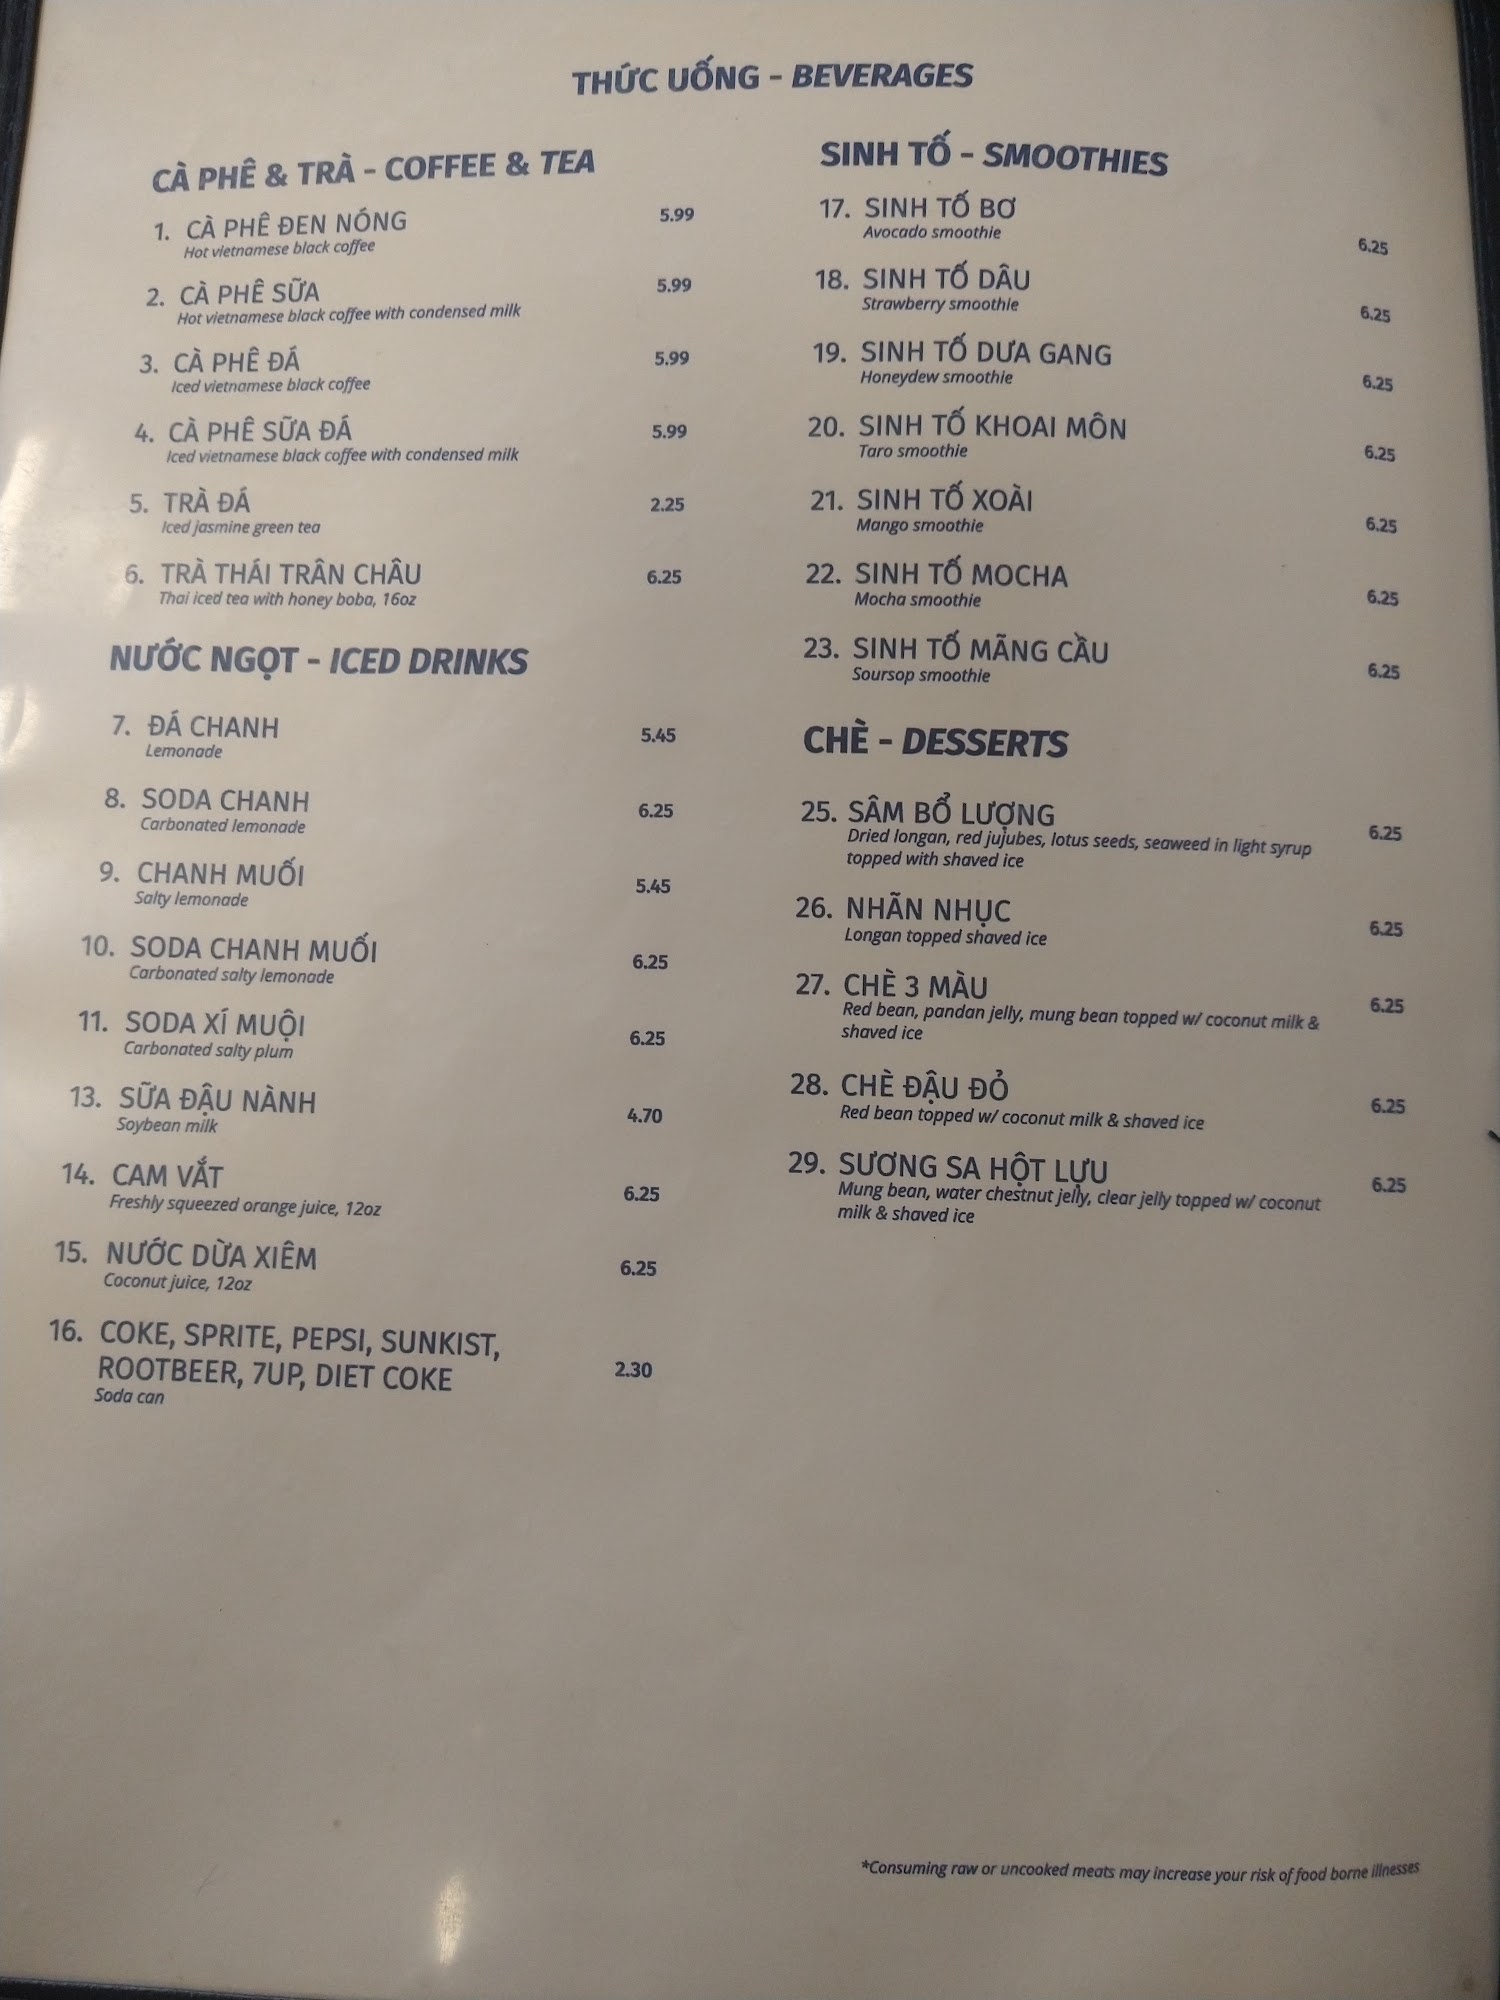 THỨC UỐNG - BEVERAGES
CÀ PHÊ & TRÀ - COFFEE & TEA
1. CÀ PHÊ ĐEN NÓNG 5.99
Hot vietnamese black coffee
2. CÀ PHÊ SỮA 5.99
Hot vietnamese black coffee with condensed milk
3. CÀ PHÊ ĐÁ 5.99
Iced vietnamese black coffee
4. CÀ PHÊ SỮA ĐÁ 5.99
Iced vietnamese black coffee with condensed milk
5. TRÀ ĐÁ 2.25
Iced jasmine green tea
6. TRÀ THÁI TRÂN CHÂU 6.25
Thai iced tea with honey boba, 16oz
NƯỚC NGỌT - ICED DRINKS
7. ĐÁ CHANH 5.45
Lemonade
8. SODA CHANH 6.25
Carbonated lemonade
9. CHANH MUỐI 5.45
Salty lemonade
10. SODA CHANH MUỐI 6.25
Carbonated salty lemonade
11. SODA XÍ MUỘI 6.25
Carbonated salty plum
13. SỮA ĐẬU NÀNH 4.70
Soybean milk
14. CAM VẮT 6.25
Freshly squeezed orange juice, 12oz
15. NƯỚC DỪA XIÊM 6.25
Coconut juice, 12oz
16. COKE, SPRITE, PEPSI, SUNKIST,
ROOTBEER, 7UP, DIET COKE 2.30
Soda can
SINH TỐ - SMOOTHIES
17. SINH TỐ BƠ 6.25
Avocado smoothie
18. SINH TỐ DÂU 6.25
Strawberry smoothie
19. SINH TỐ DƯA GANG 6.25
Honeydew smoothie
20. SINH TỐ KHOAI MÔN 6.25
Taro smoothie
21. SINH TỐ XOÀI 6.25
Mango smoothie
22. SINH TỐ MOCHA 6.25
Mocha smoothie
23. SINH TỐ MÃNG CẦU 6.25
Soursop smoothie
CHÈ - DESSERTS
25. SÂM BỔ LƯỢNG 6.25
Dried longan, red jujubes, lotus seeds, seaweed in light syrup
topped with shaved ice
26. NHÃN NHỤC 6.25
Longan topped shaved ice
27. CHÈ 3 MÀU 6.25
Red bean, pandan jelly, mung bean topped w/ coconut milk &
shaved ice
28. CHÈ ĐẬU ĐỎ 6.25
Red bean topped w/ coconut milk & shaved ice
29. SƯƠNG SA HỘT LỰU 6.25
Mung bean, water chestnut jelly, clear jelly topped w/ coconut
milk & shaved ice
*Consuming raw or uncooked meats may increase your risk of food borne illnesses